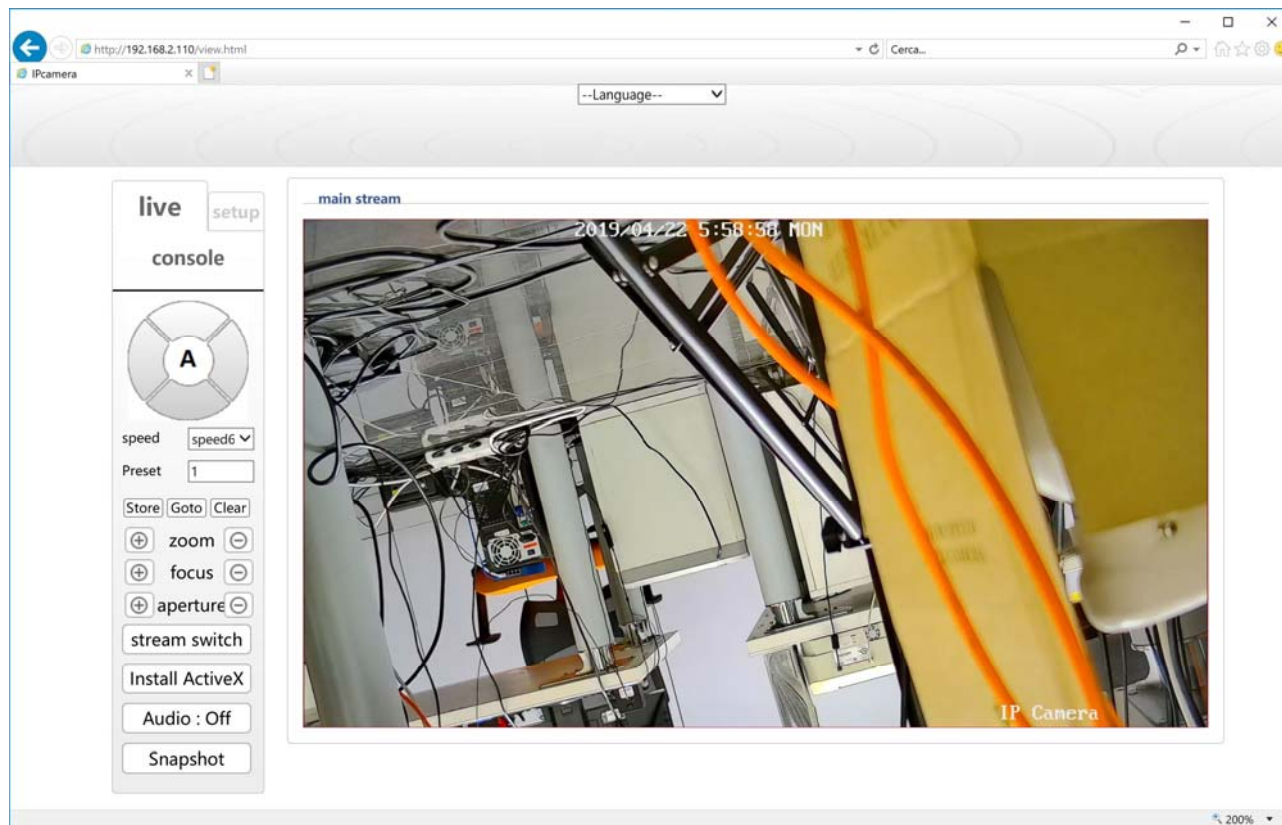 http://192.168.2.110/view.html
Cerca...
IPcamera
--Language--
live
setup
console
A
speed
speed6
Preset
1
Store Goto Clear
zoom
focus
aperture
stream switch
Install ActiveX
Audio : Off
Snapshot
main stream
2019/04/22 5:58:58 MON
IP Camera
200%